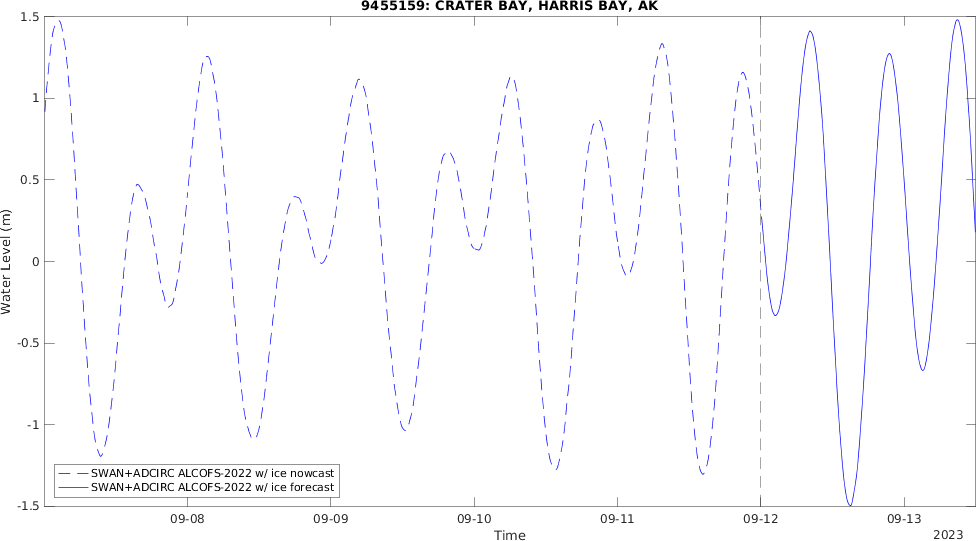 9455159: CRATER BAY, HARRIS BAY, AK
1.5
1
0.5
0
-0.5
-1
-1.5
Water Level (m)
SWAN+ADCIRC ALCOFS-2022 w/ ice nowcast
SWAN+ADCIRC ALCOFS-2022 w/ ice forecast
09-08
09-09
09-10
09-11
09-12
09-13
Time
2023